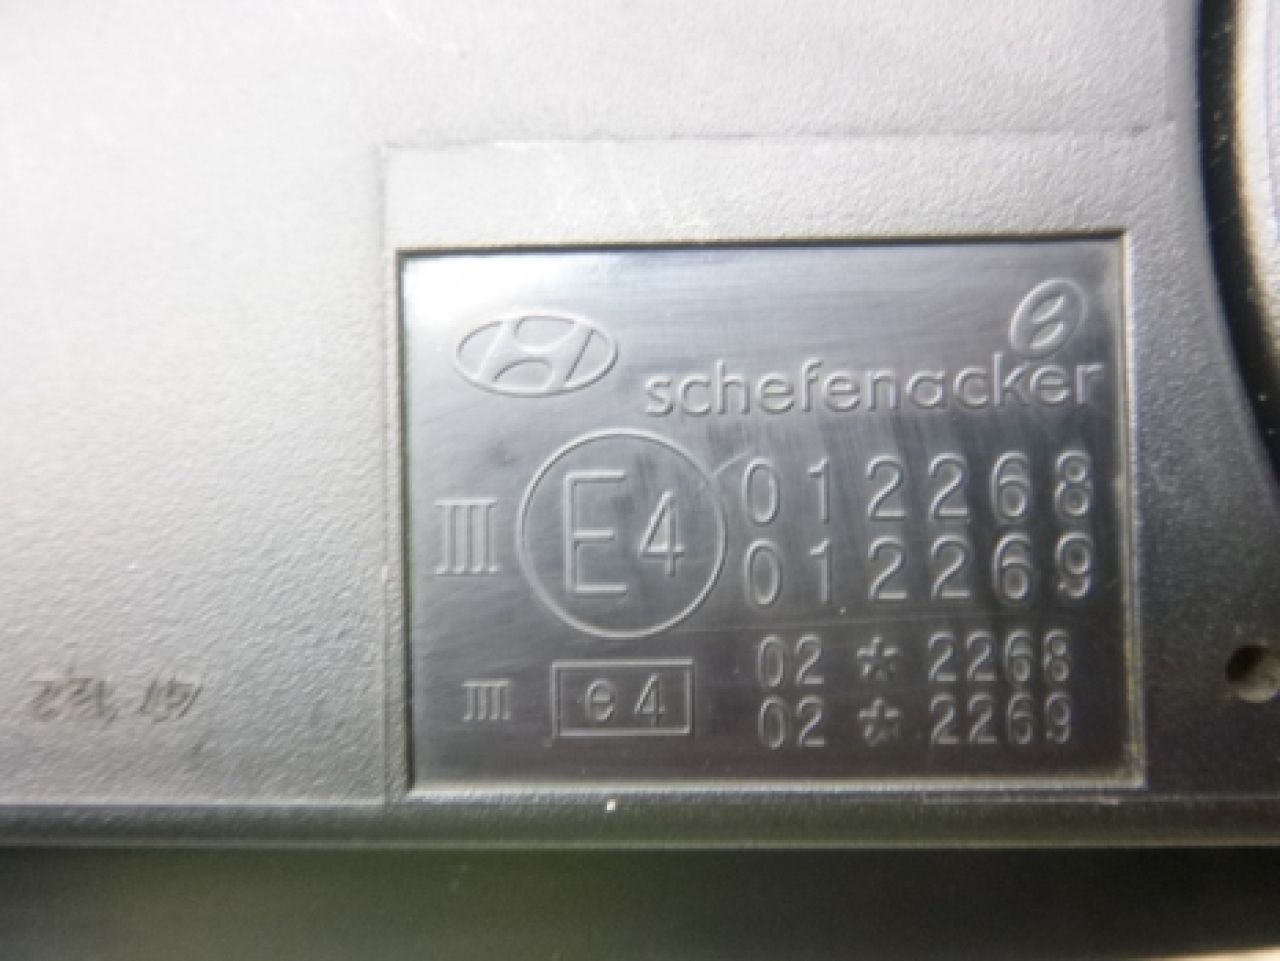 schefenacker
III E4 012268
012269
III e4 02 * 2268
02 * 2269